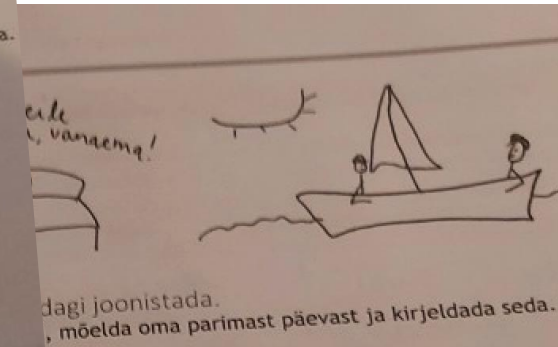 a.
eile
, vanaema!
dagi joonistada.
, mõelda oma parimast päevast ja kirjeldada seda.